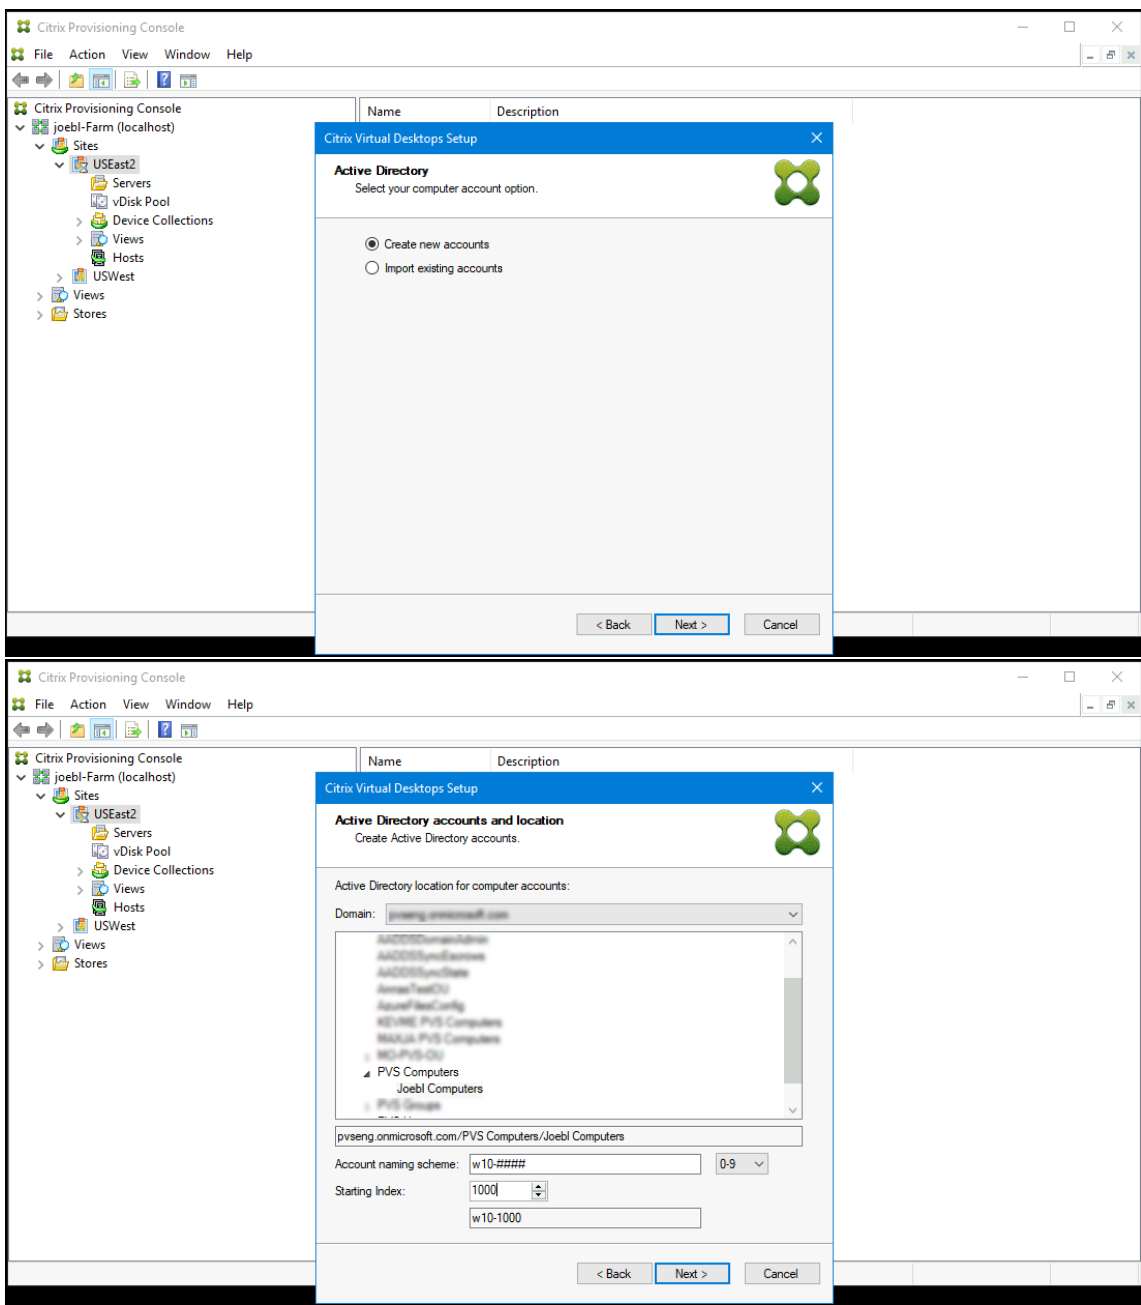 Citrix Provisioning Console
File Action View Window Help
Citrix Provisioning Console
joebl-Farm (localhost)
Sites
USEast2
Servers
vDisk Pool
Device Collections
Views
Hosts
USWest
Views
Stores
Name Description
Citrix Virtual Desktops Setup
Active Directory
Select your computer account option.
Create new accounts
Import existing accounts
< Back Next > Cancel
Citrix Provisioning Console
File Action View Window Help
Citrix Provisioning Console
joebl-Farm (localhost)
Sites
USEast2
Servers
vDisk Pool
Device Collections
Views
Hosts
USWest
Views
Stores
Name Description
Citrix Virtual Desktops Setup
Active Directory accounts and location
Create Active Directory accounts.
Active Directory location for computer accounts:
Domain:
PVS Computers
Joebl Computers
pvseng.onmicrosoft.com/PVS Computers/Joebl Computers
Account naming scheme: w10-#### 0-9
Starting Index: 1000
w10-1000
< Back Next > Cancel